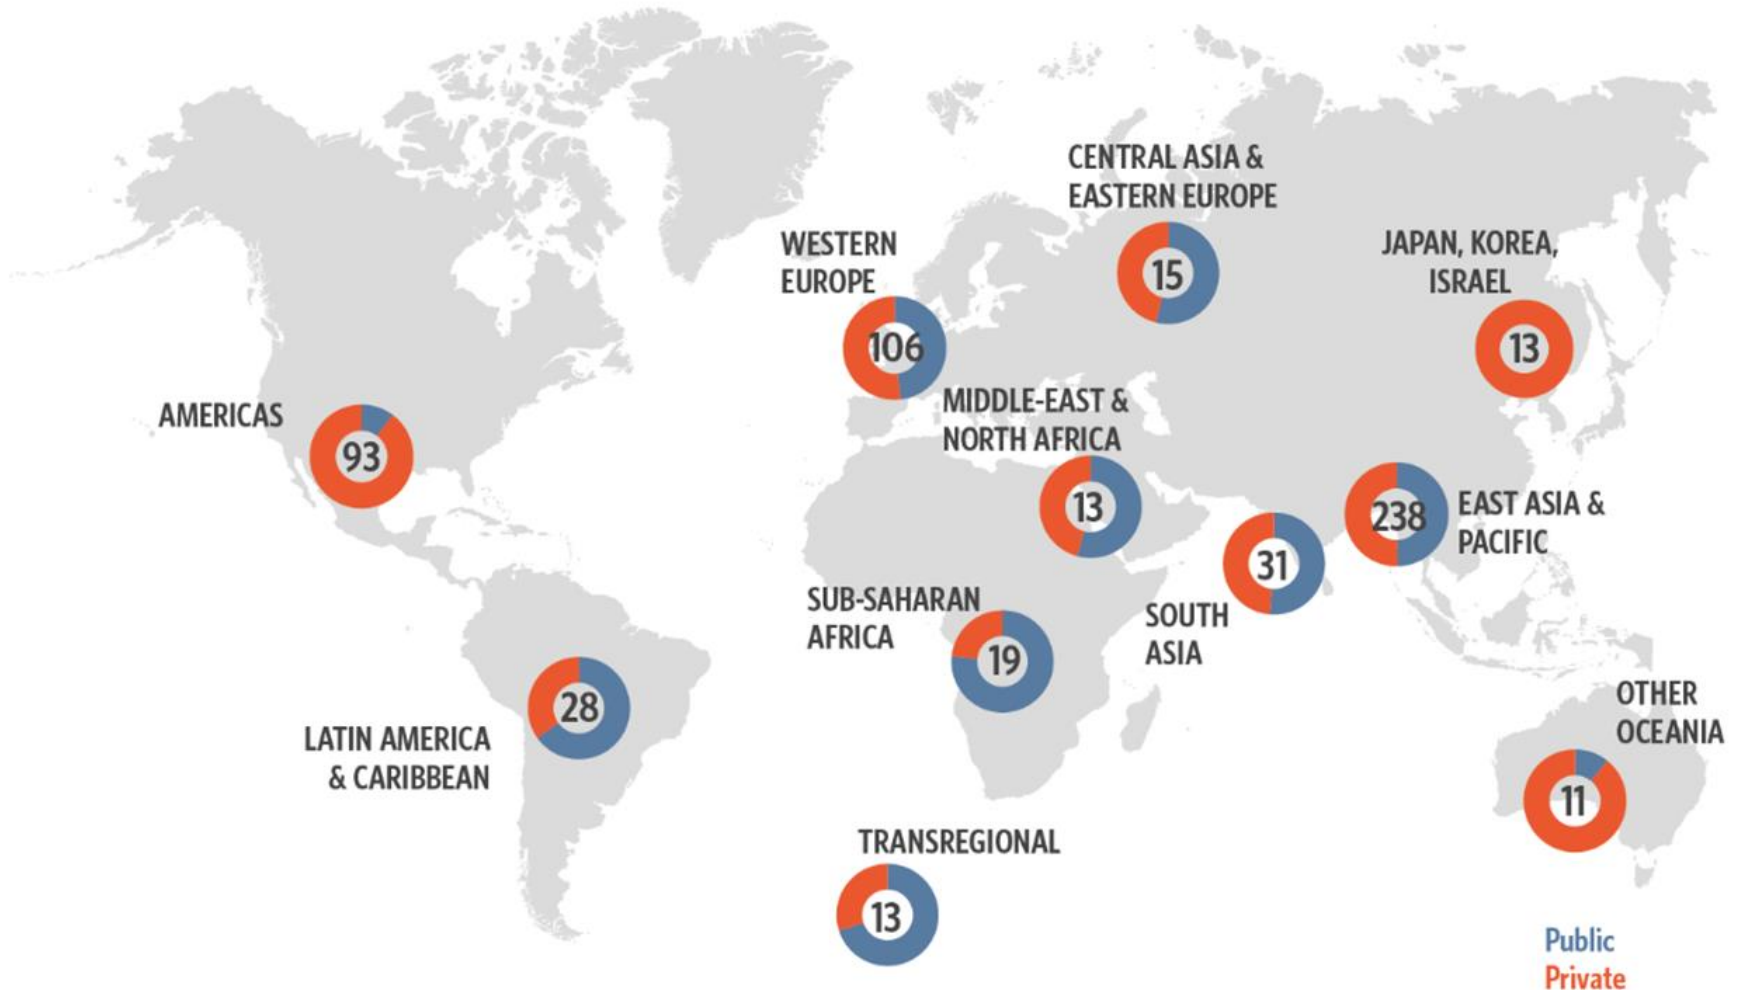 CENTRAL ASIA &
EASTERN EUROPE
15
WESTERN
EUROPE
106
JAPAN, KOREA,
ISRAEL
13
AMERICAS
93
MIDDLE-EAST &
NORTH AFRICA
13
238
EAST ASIA &
PACIFIC
31
SOUTH
ASIA
SUB-SAHARAN
AFRICA
19
28
LATIN AMERICA
& CARIBBEAN
OTHER
OCEANIA
11
TRANSREGIONAL
13
Public
Private